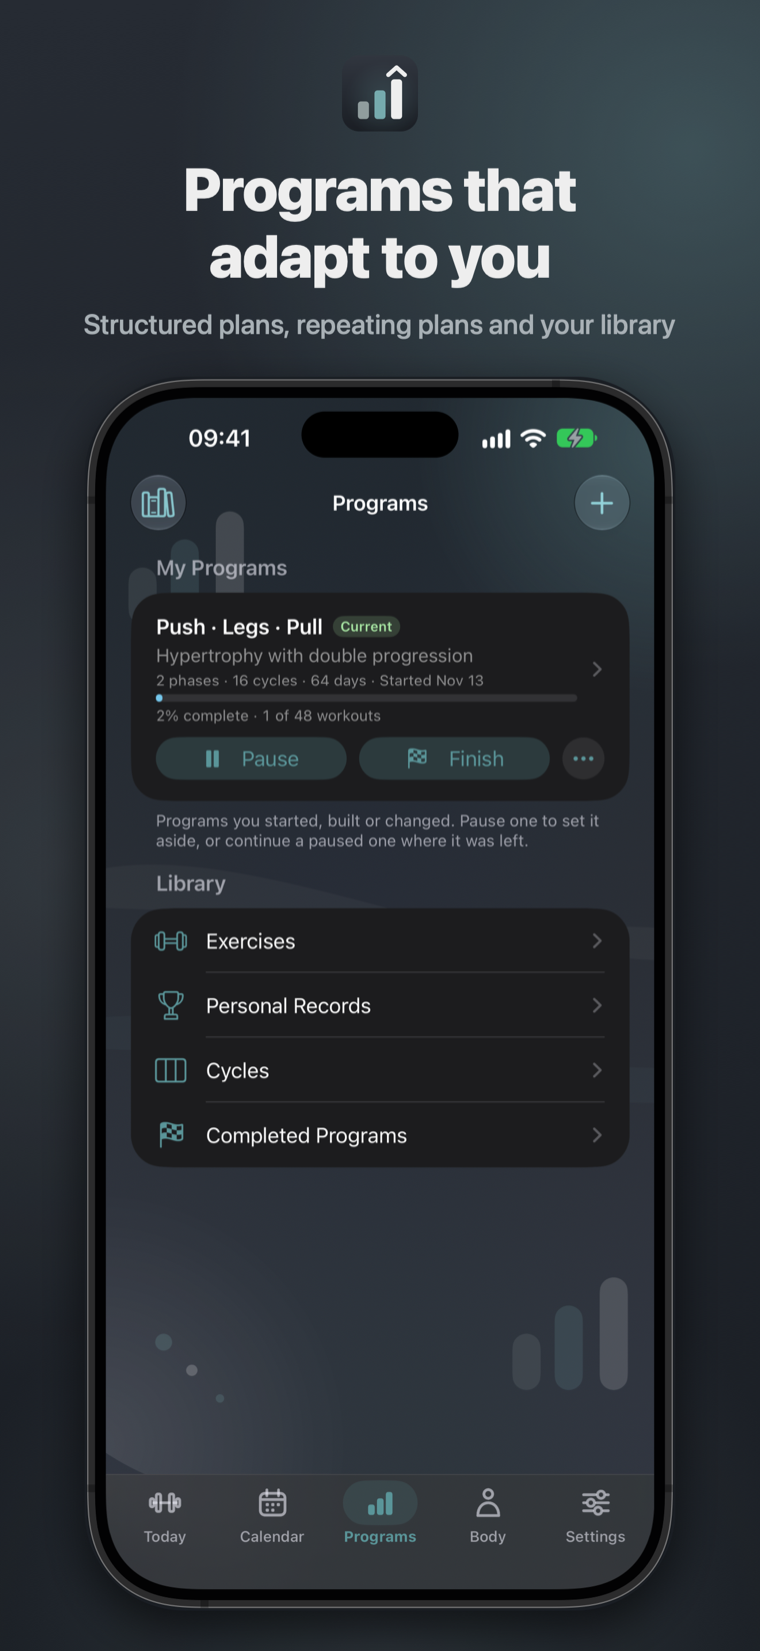 Programs that
adapt to you
Structured plans, repeating plans and your library
09:41
Programs
My Programs
Push · Legs · Pull Current
Hypertrophy with double progression
2 phases · 16 cycles · 64 days · Started Nov 13
2% complete · 1 of 48 workouts
Pause Finish
Programs you started, built or changed. Pause one to set it
aside, or continue a paused one where it was left.
Library
Exercises
Personal Records
Cycles
Completed Programs
Today Calendar Programs Body Settings